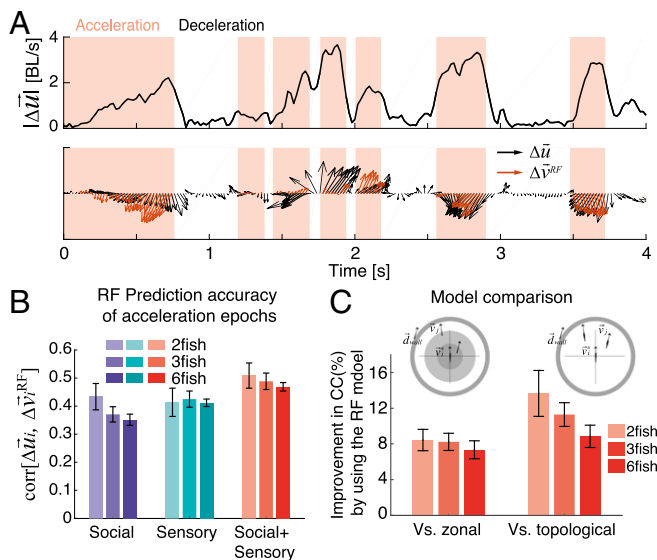 A
Acceleration
Deceleration
|Δu⃗| [BL/s]
4
2
0
Δu⃗
Δv⃗ᴿᶠ
0
1
2
3
4
Time [s]
B
RF Prediction accuracy
of acceleration epochs
2fish
3fish
6fish
corr[Δu⃗ᵢ, Δv⃗ᵢᴿᶠ]
0.6
0.5
0.4
0.3
0.2
0.1
0
Social
Sensory
Social+
Sensory
C
Model comparison
d⃗wall
v⃗ⱼ
v⃗ᵢ
i
d⃗wall
v⃗ⱼ
v⃗ᵢ
Improvement in CC(%)
by using the RF mdoel
16
12
8
4
0
2fish
3fish
6fish
Vs. zonal
Vs. topological